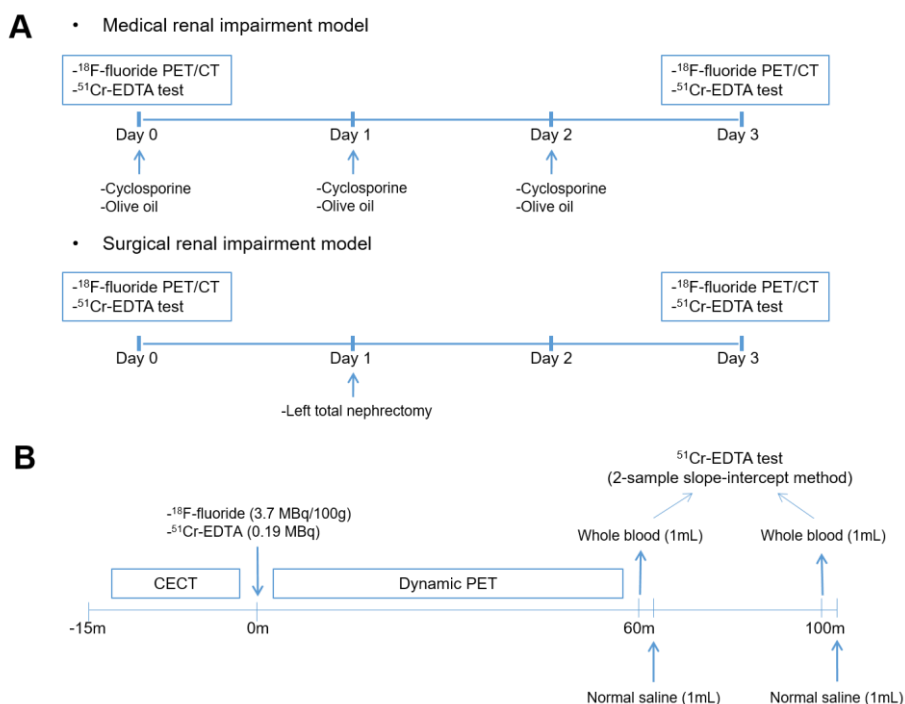 A
• Medical renal impairment model
-¹⁸F-fluoride PET/CT
-⁵¹Cr-EDTA test
-¹⁸F-fluoride PET/CT
-⁵¹Cr-EDTA test
Day 0
Day 1
Day 2
Day 3
-Cyclosporine
-Olive oil
-Cyclosporine
-Olive oil
-Cyclosporine
-Olive oil
• Surgical renal impairment model
-¹⁸F-fluoride PET/CT
-⁵¹Cr-EDTA test
-¹⁸F-fluoride PET/CT
-⁵¹Cr-EDTA test
Day 0
Day 1
Day 2
Day 3
-Left total nephrectomy
B
⁵¹Cr-EDTA test
(2-sample slope-intercept method)
-¹⁸F-fluoride (3.7 MBq/100g)
-⁵¹Cr-EDTA (0.19 MBq)
Whole blood (1mL)
Whole blood (1mL)
CECT
Dynamic PET
-15m
0m
60m
100m
Normal saline (1mL)
Normal saline (1mL)